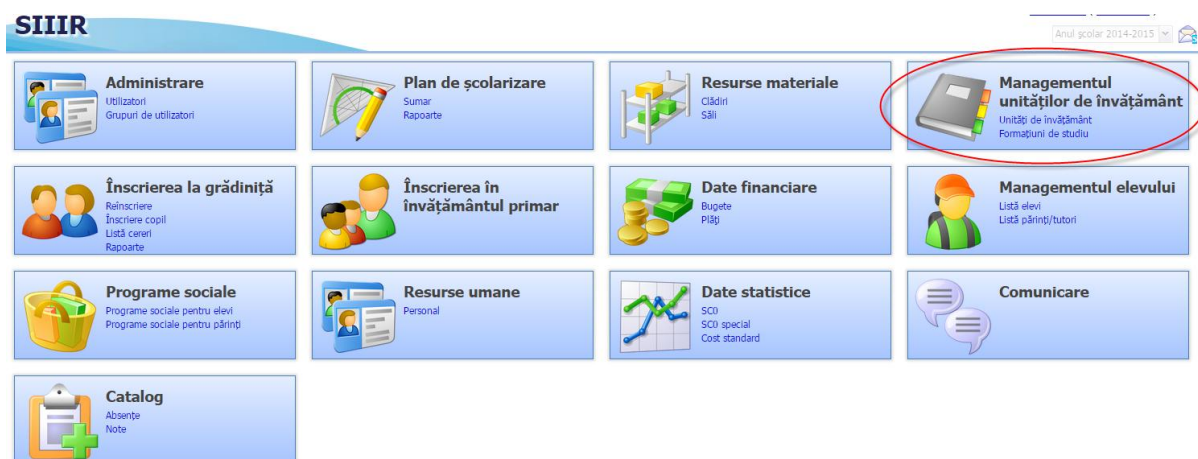 SIIIR
Anul școlar 2014-2015
Administrare
Utilizatori
Grupuri de utilizatori
Plan de școlarizare
Sumar
Rapoarte
Resurse materiale
Clădiri
Săli
Managementul
unităților de învățământ
Unități de învățământ
Formațiuni de studiu
Înscrierea la grădiniță
Reînscriere
Înscriere copil
Listă cereri
Rapoarte
Înscrierea în
învățământul primar
Date financiare
Bugete
Plăți
Managementul elevului
Listă elevi
Listă părinți/tutori
Programe sociale
Programe sociale pentru elevi
Programe sociale pentru părinți
Resurse umane
Personal
Date statistice
SC0
SC0 special
Cost standard
Comunicare
Catalog
Absențe
Note